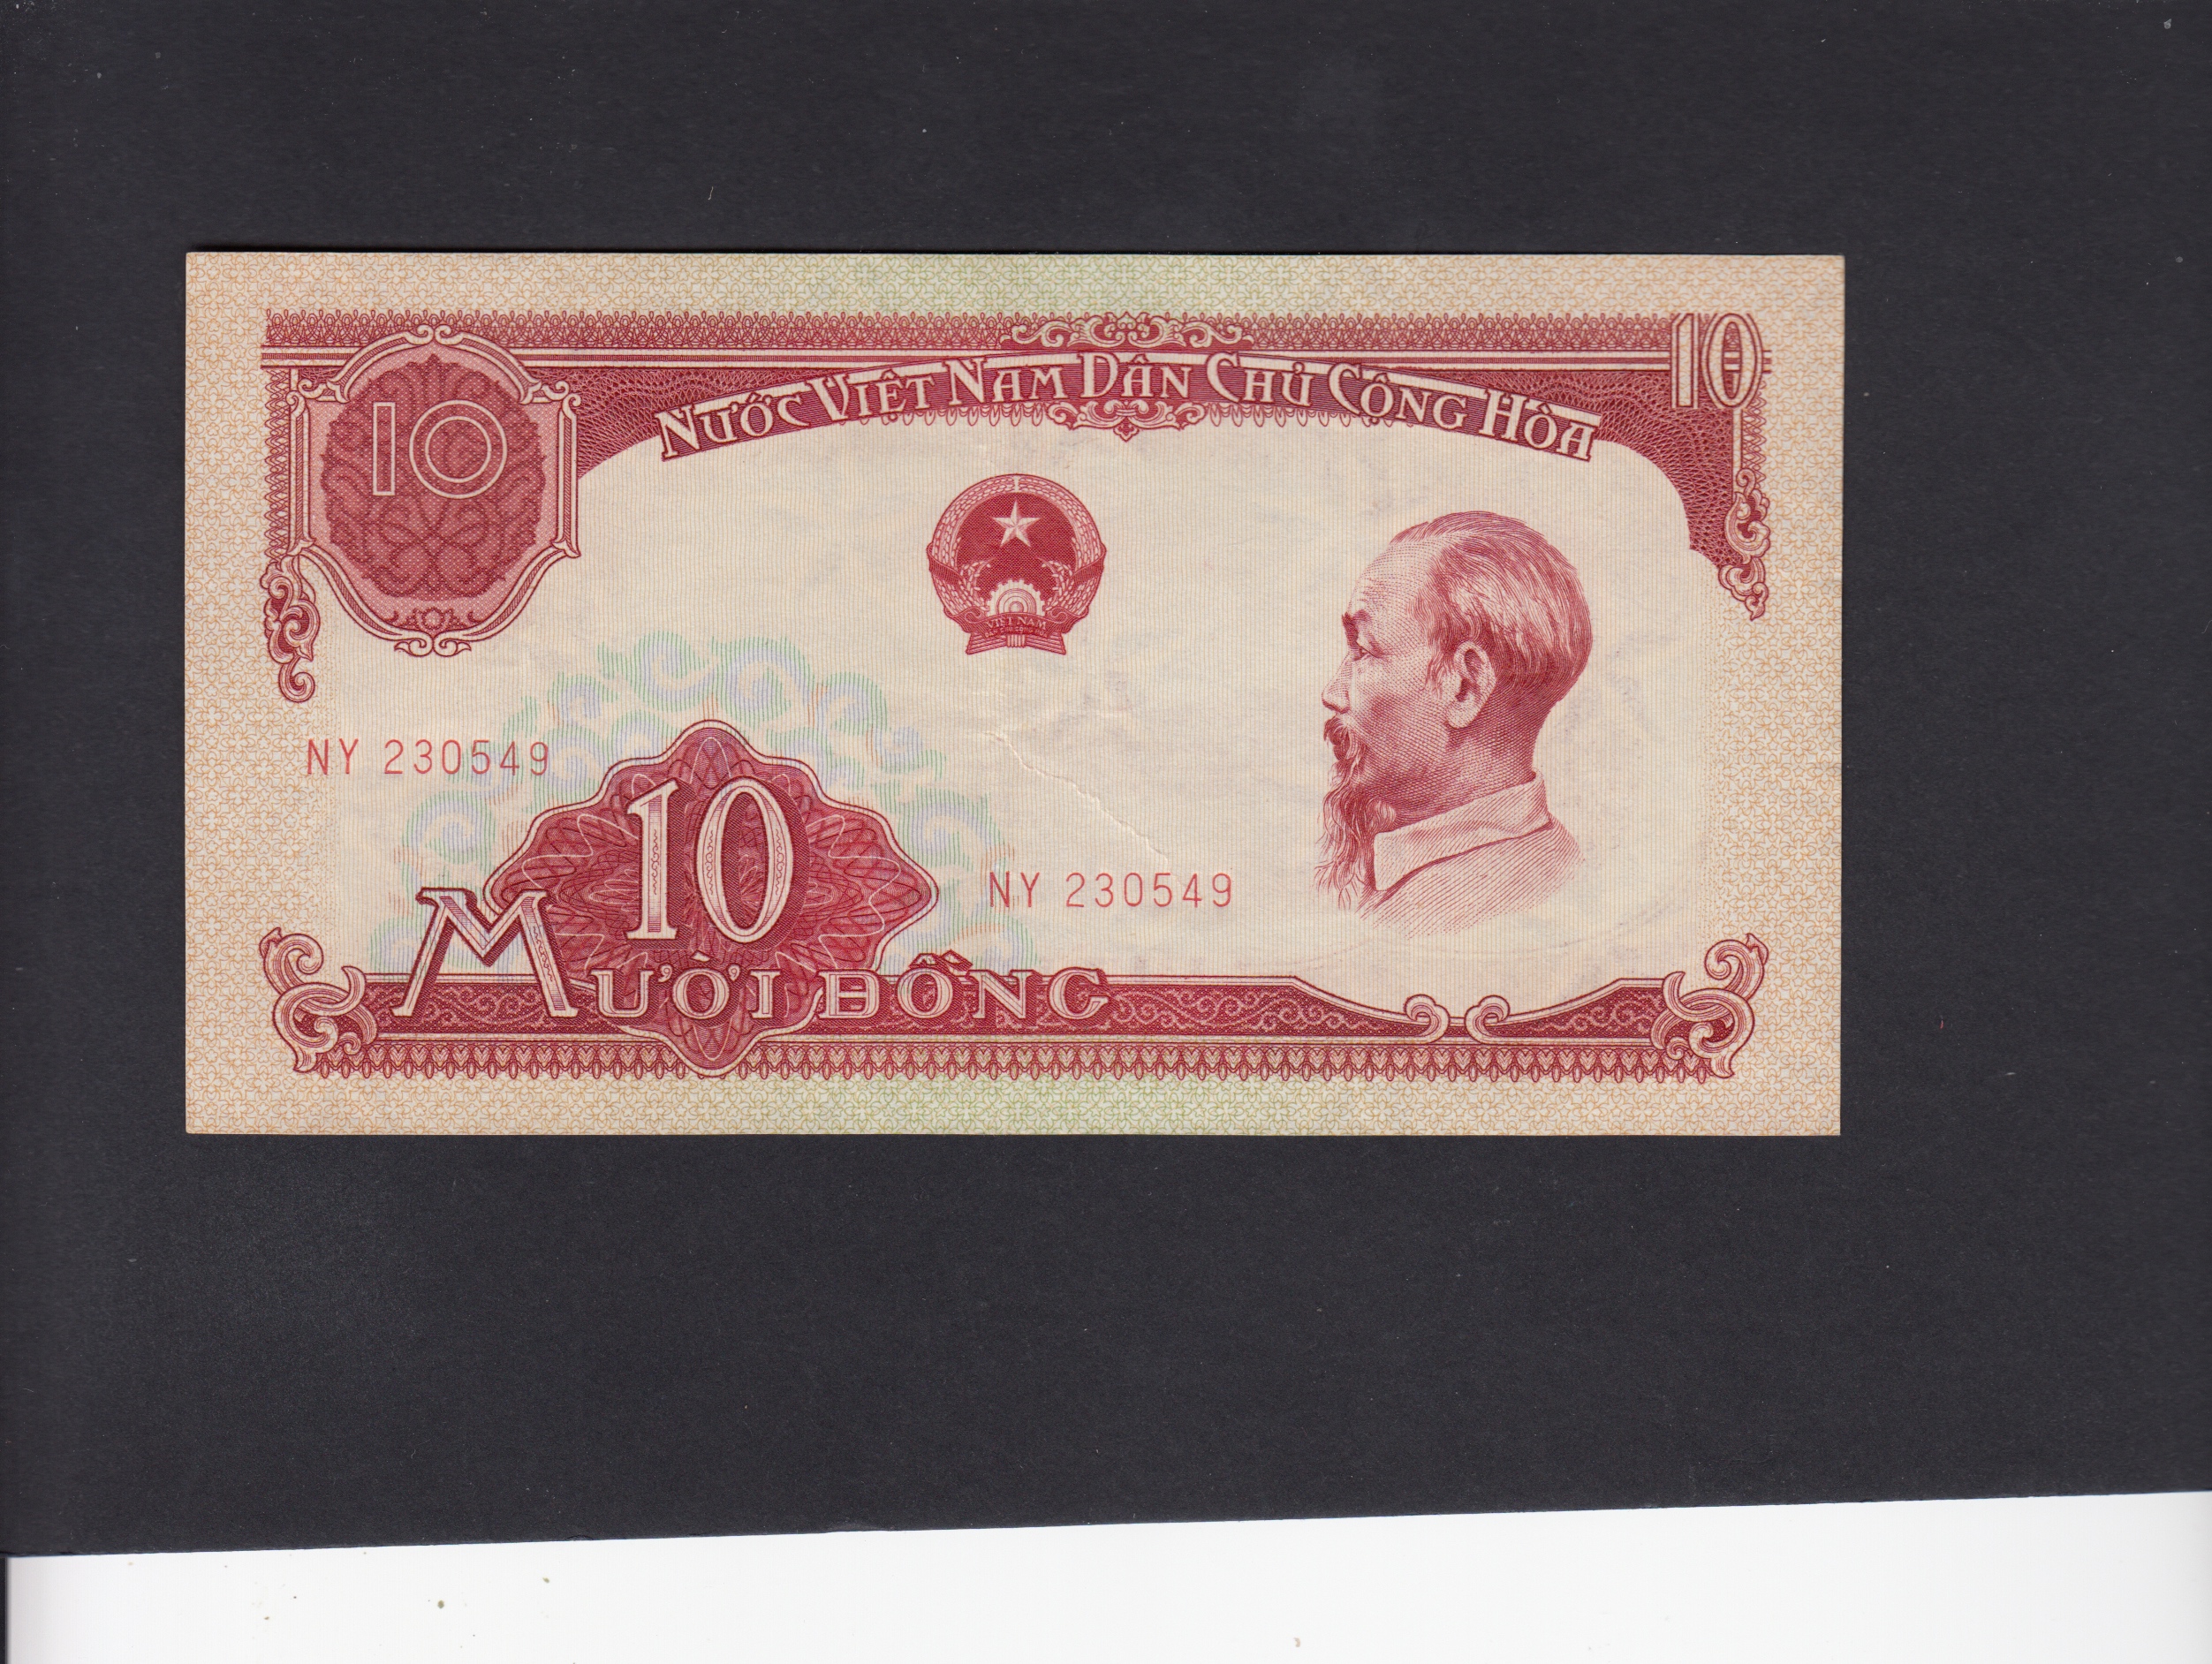 10
NƯỚC VIỆT NAM DÂN CHỦ CỘNG HÒA
10
VIỆT NAM
NY 230549
10
NY 230549
MƯỜI ĐỒNG